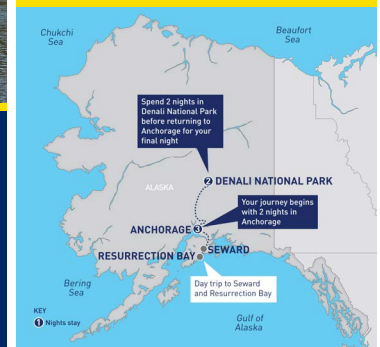 Chukchi
Sea
Beaufort
Sea
Spend 2 nights in
Denali National Park
before returning to
Anchorage for your
final night
ALASKA
2 DENALI NATIONAL PARK
Your journey begins
with 2 nights in
Anchorage
ANCHORAGE 3
SEWARD
RESURRECTION BAY
Day trip to Seward
and Resurrection Bay
Bering
Sea
KEY
1 Nights stay
Gulf of
Alaska